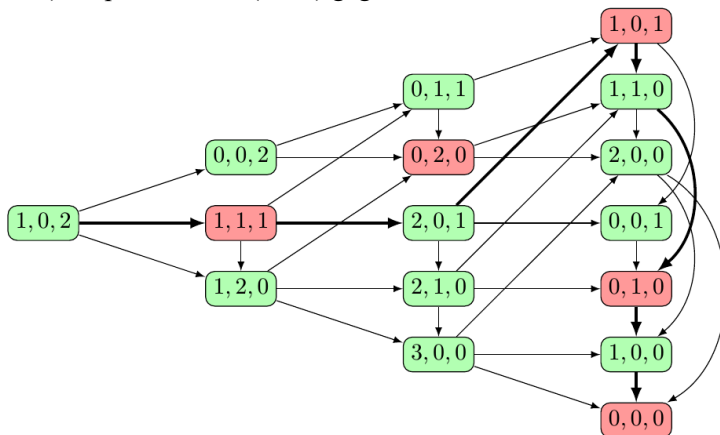 1, 0, 1
0, 1, 1
1, 1, 0
0, 0, 2
0, 2, 0
2, 0, 0
1, 0, 2
1, 1, 1
2, 0, 1
0, 0, 1
1, 2, 0
2, 1, 0
0, 1, 0
3, 0, 0
1, 0, 0
0, 0, 0